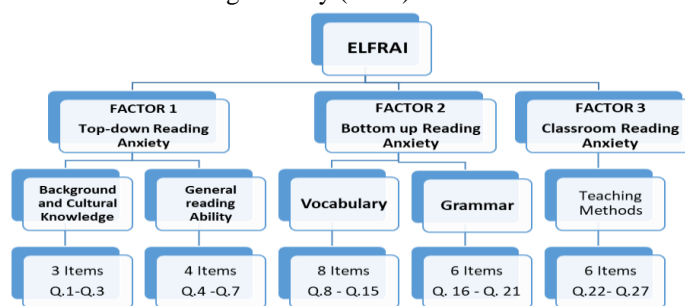 ELFRAI
FACTOR 1
Top-down Reading
Anxiety
FACTOR 2
Bottom up Reading
Anxiety
FACTOR 3
Classroom Reading
Anxiety
Background
and Cultural
Knowledge
General
reading
Ability
Vocabulary
Grammar
Teaching
Methods
3 Items
Q.1-Q.3
4 Items
Q.4 -Q.7
8 Items
Q.8 - Q.15
6 Items
Q. 16 - Q. 21
6 Items
Q.22- Q.27